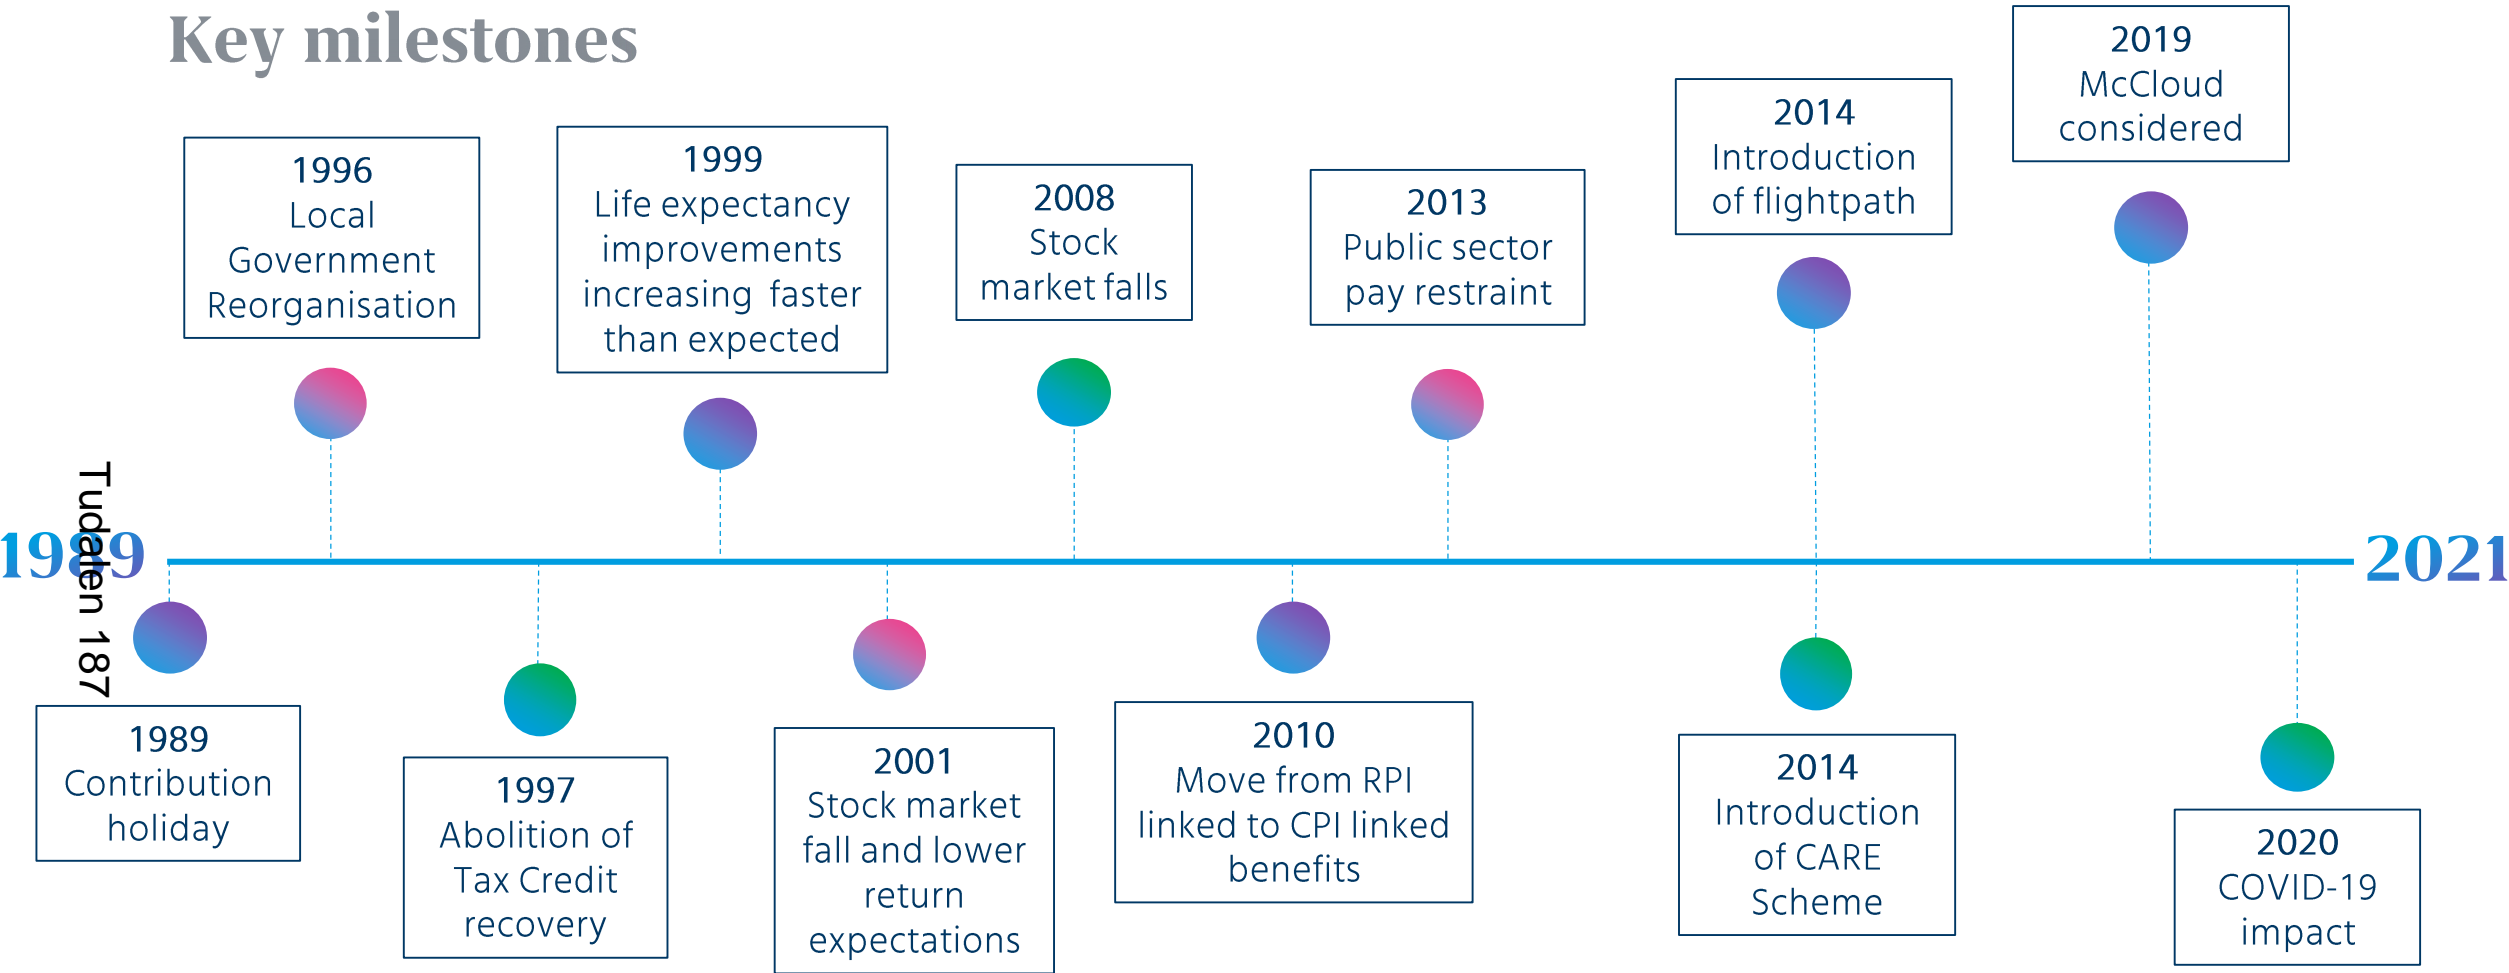 Key milestones
1996
Local
Government
Reorganisation
1999
Life expectancy
improvements
increasing faster
than expected
2008
Stock
market falls
2013
Public sector
pay restraint
2014
Introduction
of flightpath
2019
McCloud
considered
1989
2021
Tudalen 187
1989
Contribution
holiday
1997
Abolition of
Tax Credit
recovery
2001
Stock market
fall and lower
return
expectations
2010
Move from RPI
linked to CPI linked
benefits
2014
Introduction
of CARE
Scheme
2020
COVID-19
impact